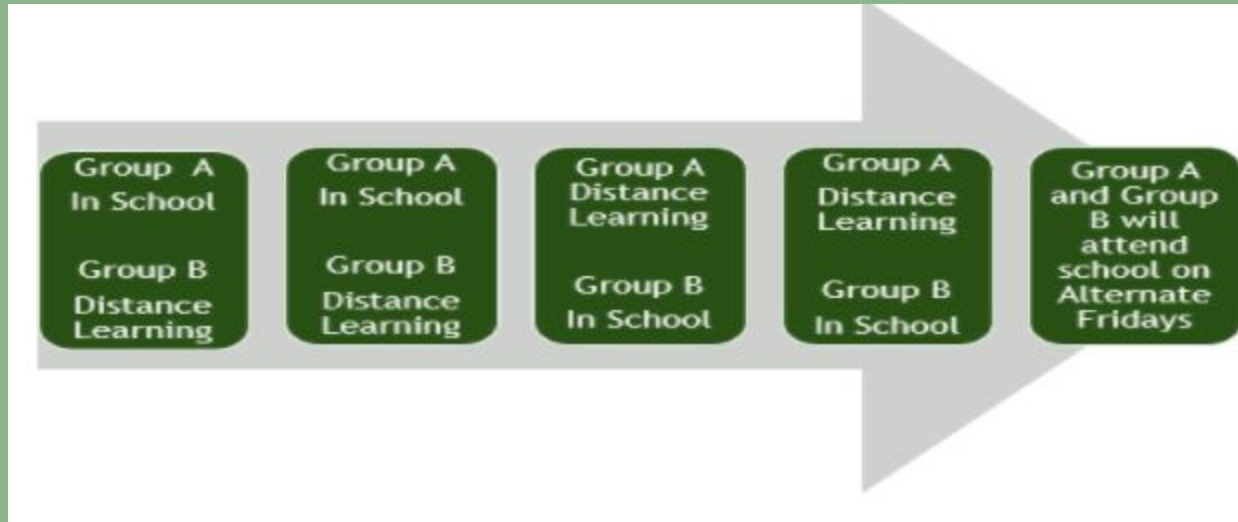 Group A
In School
Group B
Distance
Learning
Group A
In School
Group B
Distance
Learning
Group A
Distance
Learning
Group B
In School
Group A
Distance
Learning
Group B
In School
Group A
and Group
B will
attend
school on
Alternate
Fridays